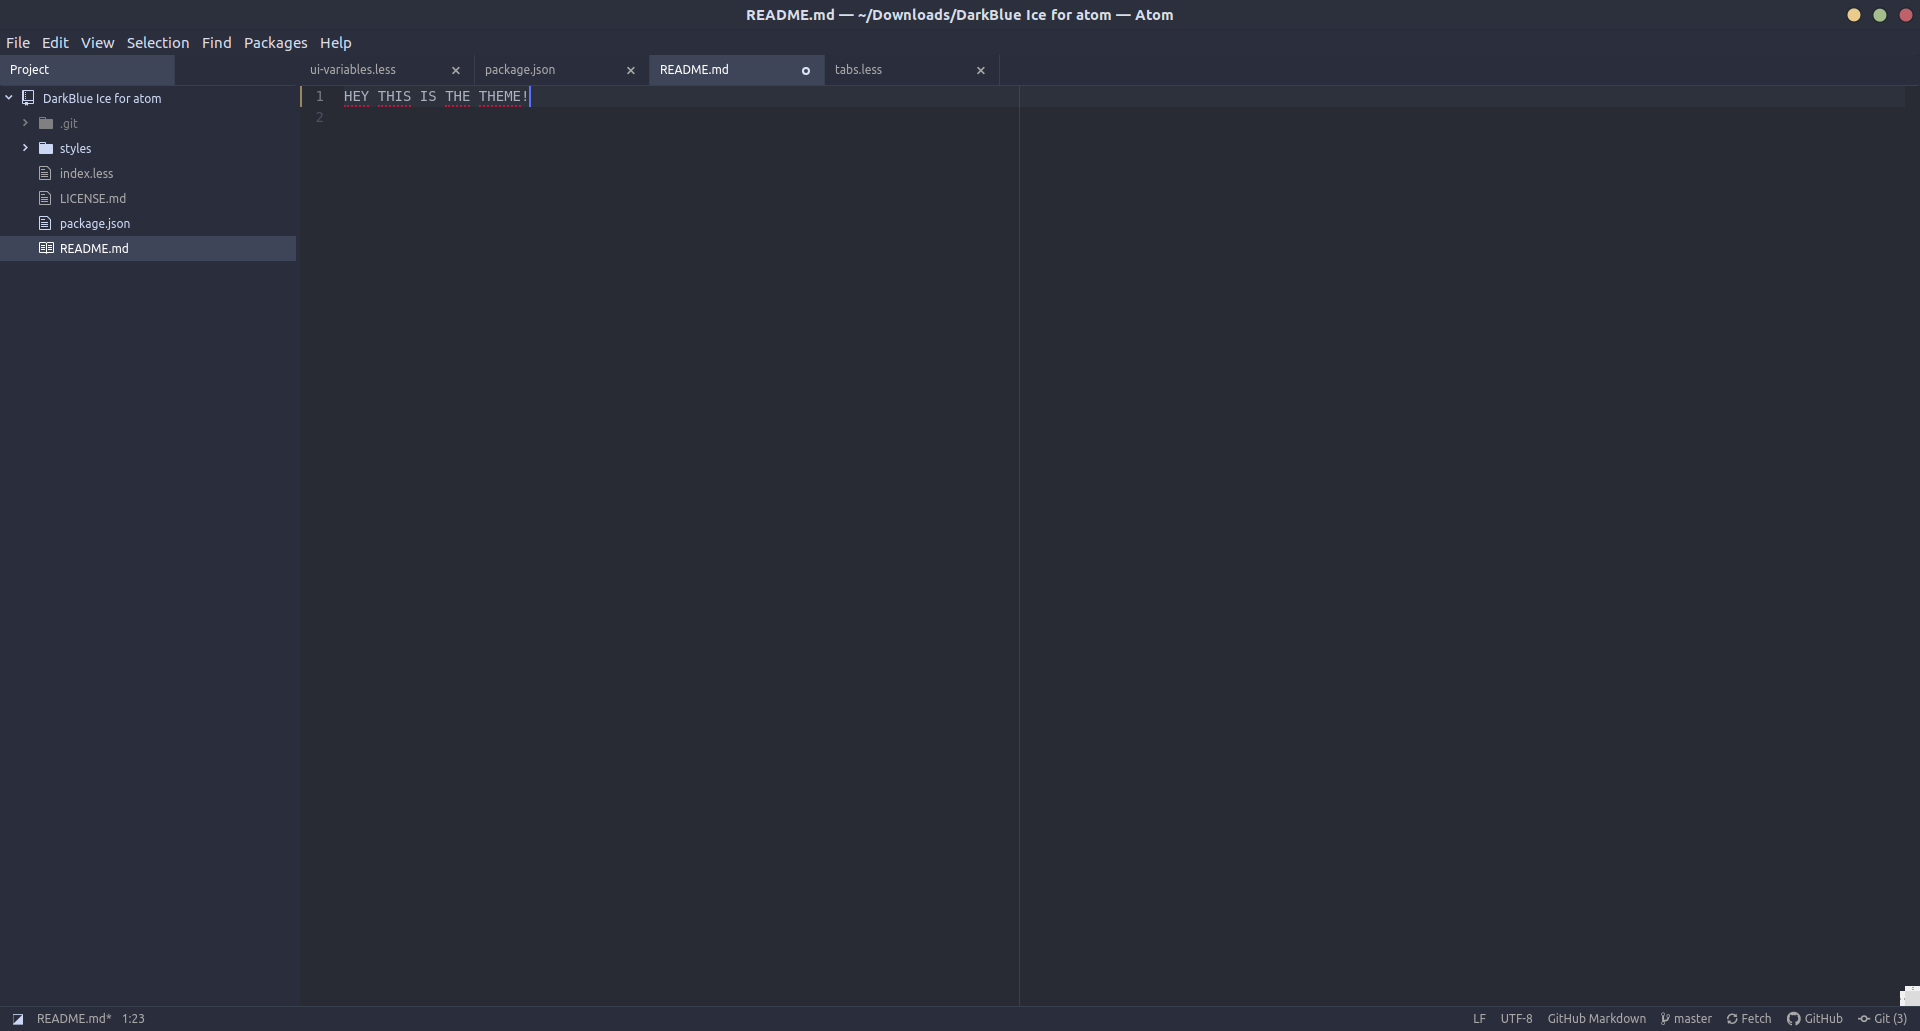 README.md — ~/Downloads/DarkBlue Ice for atom — Atom
File Edit View Selection Find Packages Help
Project
ui-variables.less
package.json
README.md
tabs.less
DarkBlue Ice for atom
.git
styles
index.less
LICENSE.md
package.json
README.md
1 HEY THIS IS THE THEME!
2
README.md* 1:23
LF UTF-8 GitHub Markdown master Fetch GitHub Git (3)